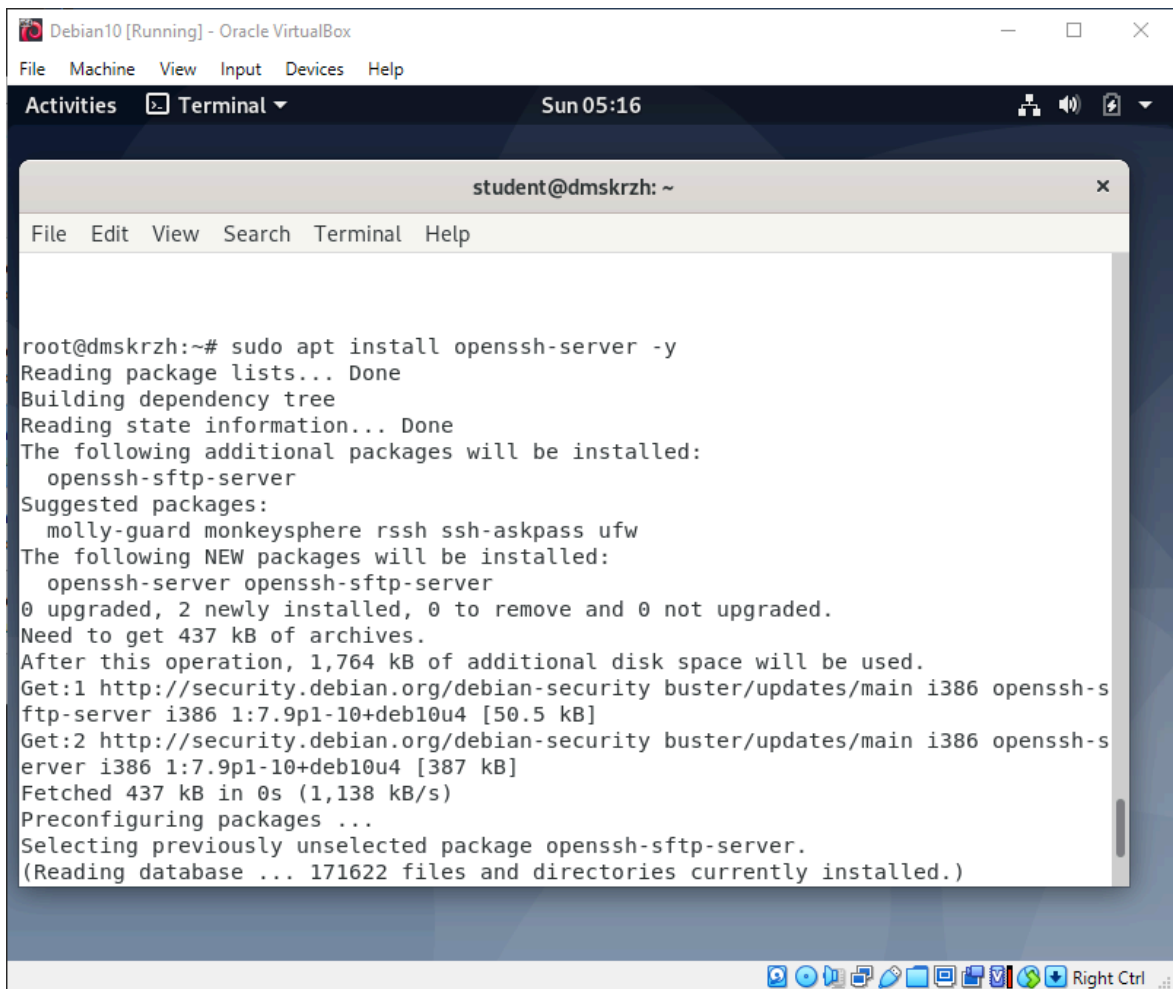 Debian10 [Running] - Oracle VirtualBox
File Machine View Input Devices Help
Activities Terminal Sun 05:16
student@dmskrzh: ~
File Edit View Search Terminal Help
root@dmskrzh:~# sudo apt install openssh-server -y
Reading package lists... Done
Building dependency tree
Reading state information... Done
The following additional packages will be installed:
  openssh-sftp-server
Suggested packages:
  molly-guard monkeysphere rssh ssh-askpass ufw
The following NEW packages will be installed:
  openssh-server openssh-sftp-server
0 upgraded, 2 newly installed, 0 to remove and 0 not upgraded.
Need to get 437 kB of archives.
After this operation, 1,764 kB of additional disk space will be used.
Get:1 http://security.debian.org/debian-security buster/updates/main i386 openssh-s
ftp-server i386 1:7.9p1-10+deb10u4 [50.5 kB]
Get:2 http://security.debian.org/debian-security buster/updates/main i386 openssh-s
erver i386 1:7.9p1-10+deb10u4 [387 kB]
Fetched 437 kB in 0s (1,138 kB/s)
Preconfiguring packages ...
Selecting previously unselected package openssh-sftp-server.
(Reading database ... 171622 files and directories currently installed.)
Right Ctrl